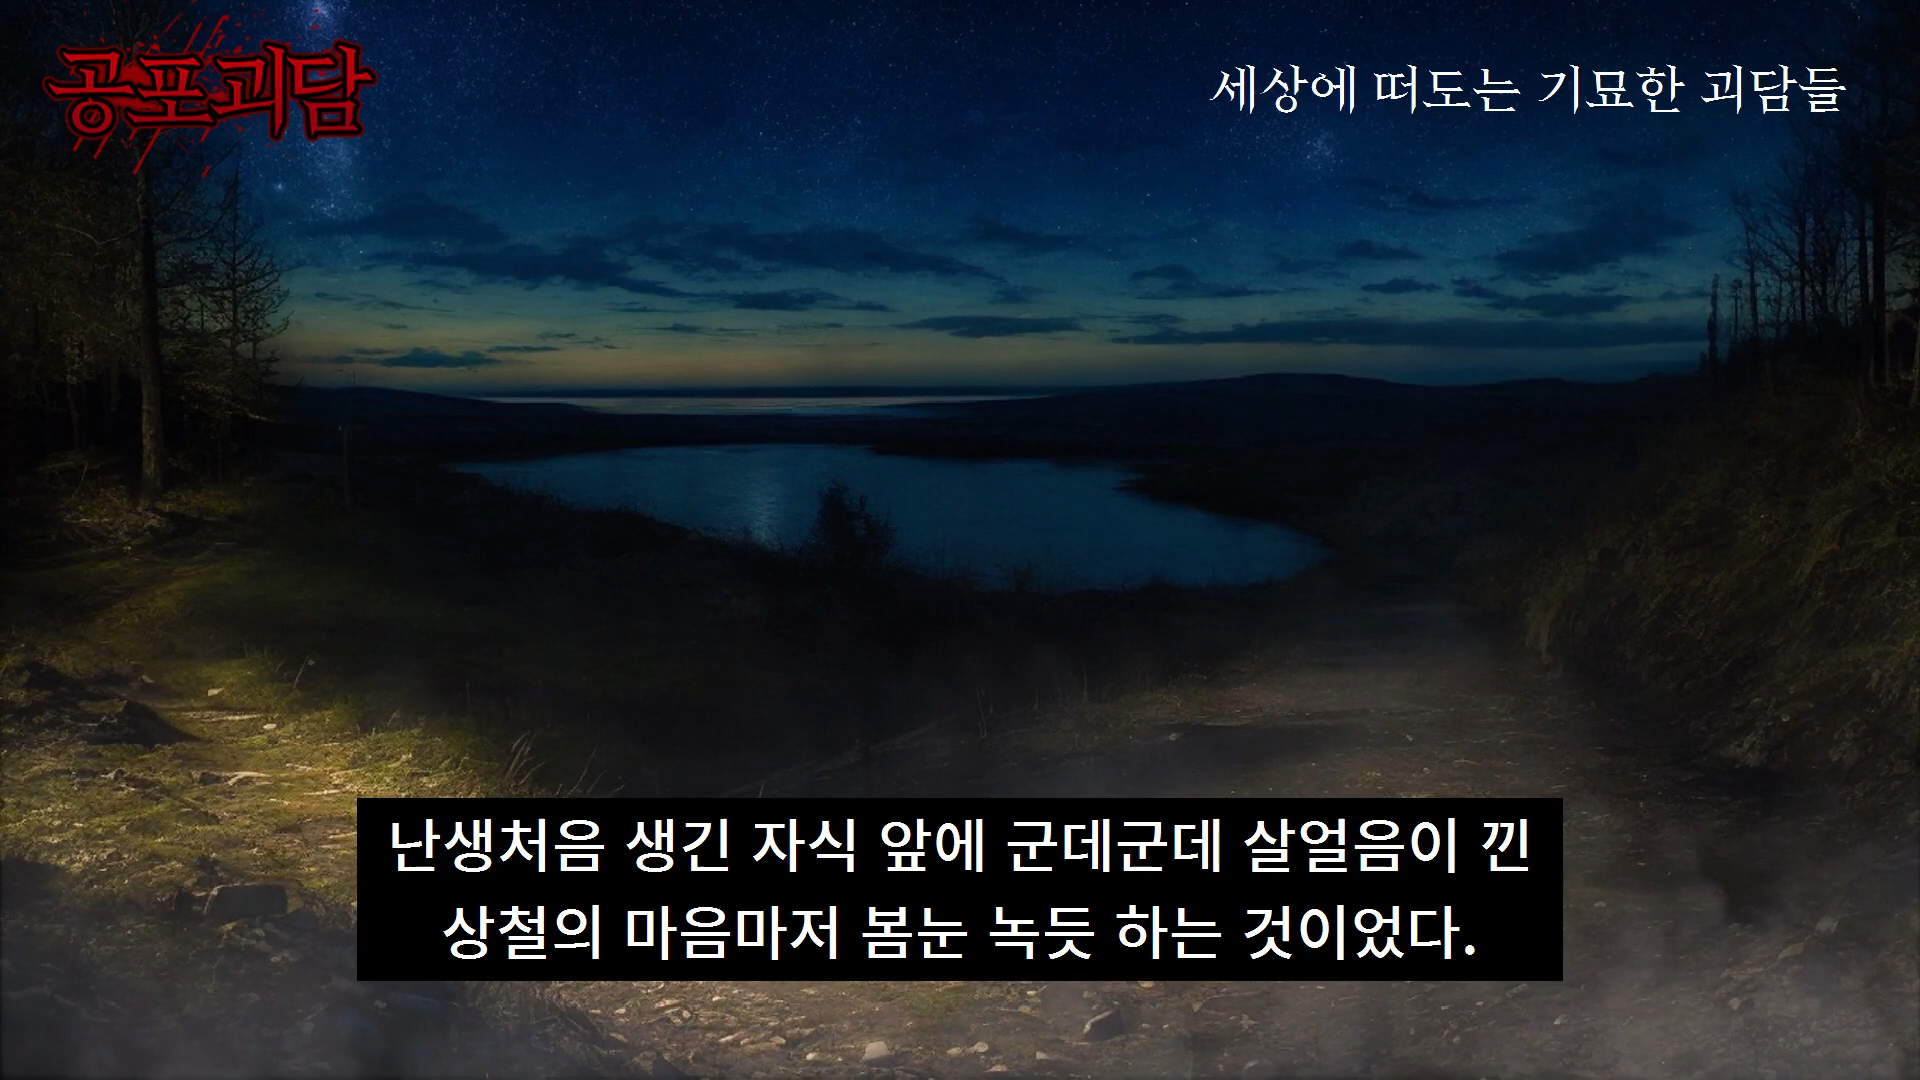 공포괴담
세상에 떠도는 기묘한 괴담들
난생처음 생긴 자식 앞에 군데군데 살얼음이 낀
상철의 마음마저 봄눈 녹듯 하는 것이었다.